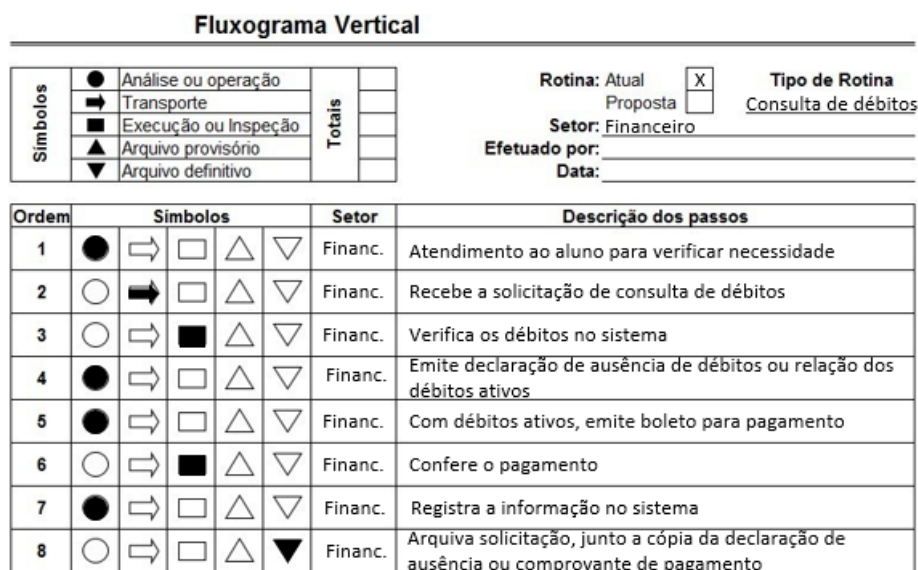 Fluxograma Vertical
Símbolos
Análise ou operação
Transporte
Execução ou Inspeção
Arquivo provisório
Arquivo definitivo
Totais
Rotina: Atual X
Proposta
Setor: Financeiro
Efetuado por:
Data:
Tipo de Rotina
Consulta de débitos
Ordem Símbolos Setor Descrição dos passos
1 Financ. Atendimento ao aluno para verificar necessidade
2 Financ. Recebe a solicitação de consulta de débitos
3 Financ. Verifica os débitos no sistema
4 Financ. Emite declaração de ausência de débitos ou relação dos
débitos ativos
5 Financ. Com débitos ativos, emite boleto para pagamento
6 Financ. Confere o pagamento
7 Financ. Registra a informação no sistema
8 Financ. Arquiva solicitação, junto a cópia da declaração de
ausência ou comprovante de pagamento